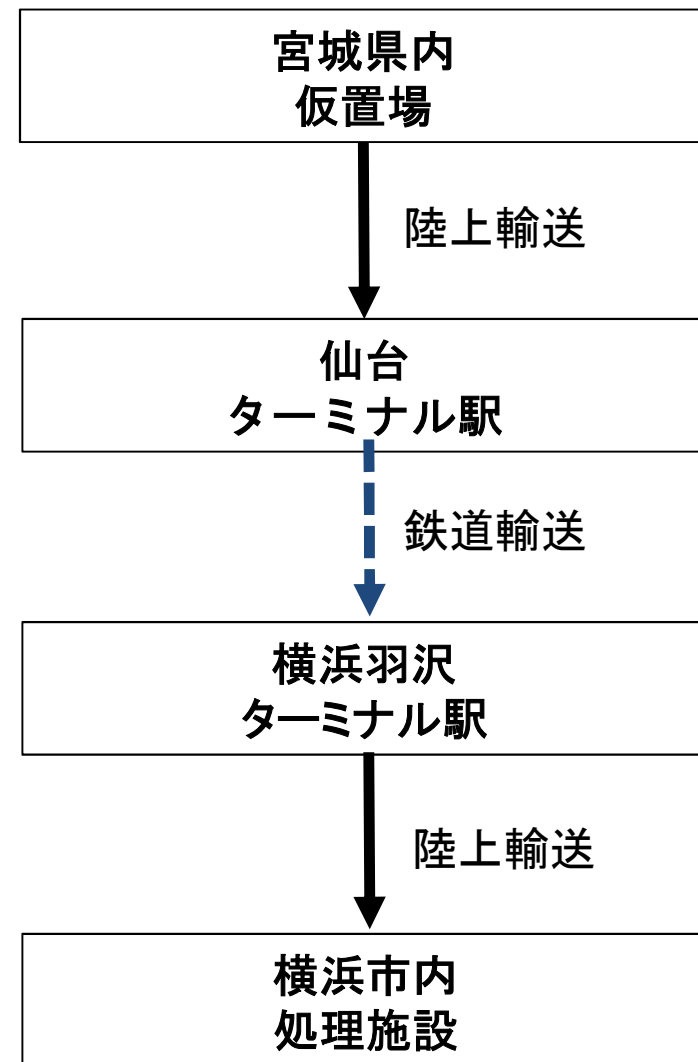 宮城県内
仮置場
陸上輸送
仙台
ターミナル駅
鉄道輸送
横浜羽沢
ターミナル駅
陸上輸送
横浜市内
処理施設